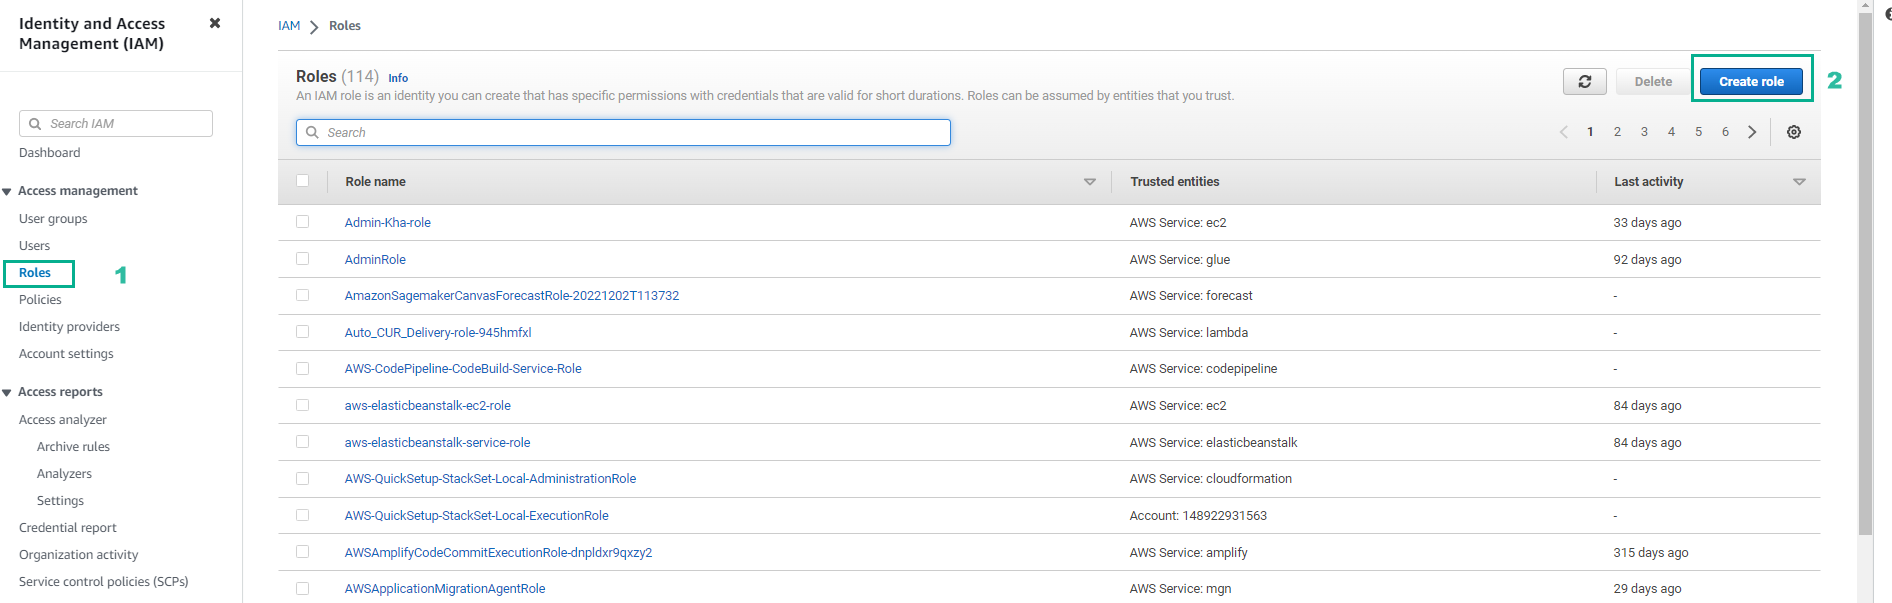 Identity and Access
Management (IAM)
Search IAM
Dashboard
Access management
User groups
Users
Roles
1
Policies
Identity providers
Account settings
Access reports
Access analyzer
Archive rules
Analyzers
Settings
Credential report
Organization activity
Service control policies (SCPs)
IAM Roles
Roles (114) Info
An IAM role is an identity you can create that has specific permissions with credentials that are valid for short durations. Roles can be assumed by entities that you trust.
Delete Create role 2
Search
1 2 3 4 5 6
Role name Trusted entities Last activity
Admin-Kha-role AWS Service: ec2 33 days ago
AdminRole AWS Service: glue 92 days ago
AmazonSagemakerCanvasForecastRole-20221202T113732 AWS Service: forecast -
Auto_CUR_Delivery-role-945hmfxl AWS Service: lambda -
AWS-CodePipeline-CodeBuild-Service-Role AWS Service: codepipeline -
aws-elasticbeanstalk-ec2-role AWS Service: ec2 84 days ago
aws-elasticbeanstalk-service-role AWS Service: elasticbeanstalk 84 days ago
AWS-QuickSetup-StackSet-Local-AdministrationRole AWS Service: cloudformation -
AWS-QuickSetup-StackSet-Local-ExecutionRole Account: 148922931563 -
AWSAmplifyCodeCommitExecutionRole-dnpldxr9qxzy2 AWS Service: amplify 315 days ago
AWSApplicationMigrationAgentRole AWS Service: mgn 29 days ago